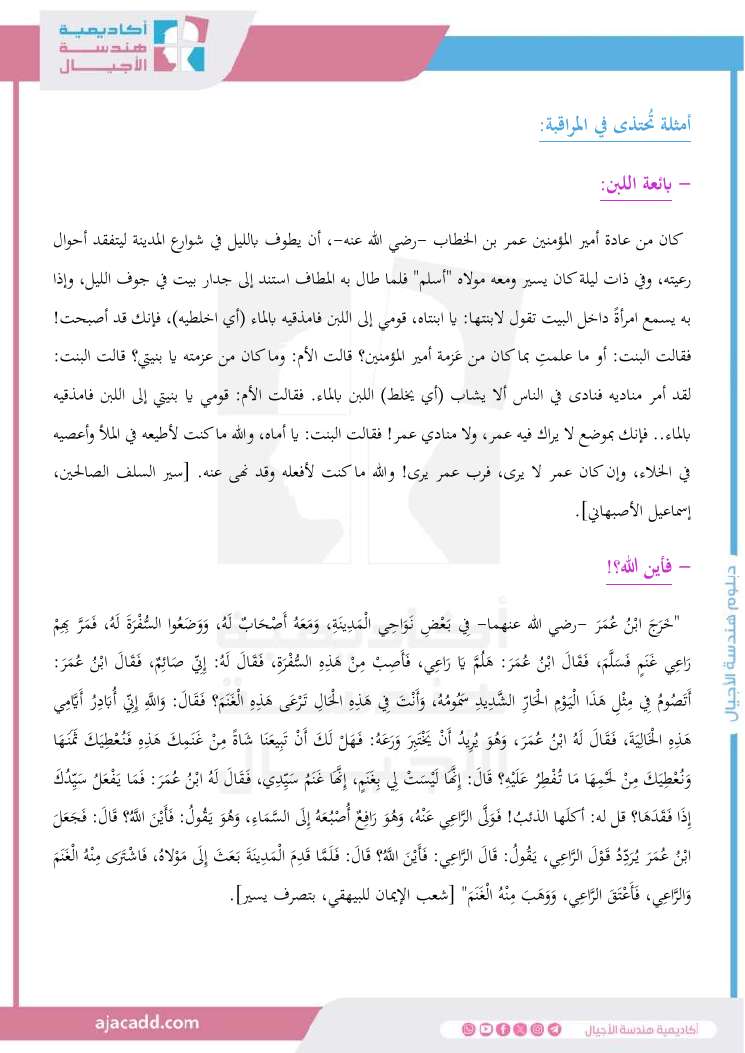 أكاديمية
هندسة
الأجيال
أمثلة تُحتذى في المراقبة:
- بائعة اللبن:
كان من عادة أمير المؤمنين عمر بن الخطاب -رضي الله عنه-، أن يطوف بالليل في شوارع المدينة ليتفقد أحوال
رعيته، وفي ذات ليلة كان يسير ومعه مولاه "أسلم" فلما طال به المطاف استند إلى جدار بيت في جوف الليل، وإذا
به يسمع امرأةً داخل البيت تقول لابنتها: يا ابنتاه، قومي إلى اللبن فامذقيه بالماء (أي اخلطيه)، فإنك قد أصبحت!
فقالت البنت: أو ما علمتِ بما كان من عَزمة أمير المؤمنين؟ قالت الأم: وما كان من عزمته يا بنيتي؟ قالت البنت:
لقد أمر مناديه فنادى في الناس ألا يشاب (أي يخلط) اللبن بالماء. فقالت الأم: قومي يا بنيتي إلى اللبن فامذقيه
بالماء.. فإنك بموضع لا يراك فيه عمر، ولا منادي عمر! فقالت البنت: يا أماه، والله ما كنت لأطيعه في الملأ وأعصيه
في الخلاء، وإن كان عمر لا يرى، فرب عمر يرى! والله ما كنت لأفعله وقد نهى عنه. [سير السلف الصالحين،
إسماعيل الأصبهاني].
- فأين الله؟!
"خَرَجَ ابْنُ عُمَرَ -رضي الله عنهما- فِي بَعْضِ نَوَاحِي الْمَدِينَةِ، وَمَعَهُ أَصْحَابٌ لَهُ، وَوَضَعُوا السُّفْرَةَ لَهُ، فَمَرَّ بِهِمْ
رَاعِي غَنَمٍ فَسَلَّمَ، فَقَالَ ابْنُ عُمَرَ: هَلُمَّ يَا رَاعِي، فَأَصِبْ مِنْ هَذِهِ السُّفْرَةِ، فَقَالَ لَهُ: إِنِّي صَائِمٌ، فَقَالَ ابْنُ عُمَرَ:
أَتَصُومُ فِي مِثْلِ هَذَا الْيَوْمِ الْحَارِّ الشَّدِيدِ سَمُومُهُ، وَأَنْتَ فِي هَذِهِ الْحَالِ تَرْعَى هَذِهِ الْغَنَمَ؟ فَقَالَ: وَاللَّهِ إِنِّي أُبَادِرُ أَيَّامِي
هَذِهِ الْخَالِيَةَ، فَقَالَ لَهُ ابْنُ عُمَرَ، وَهُوَ يُرِيدُ أَنْ يَخْتَبِرَ وَرَعَهُ: فَهَلْ لَكَ أَنْ تَبِيعَنَا شَاةً مِنْ غَنَمِكَ هَذِهِ فَنُعْطِيَكَ ثَمَنَهَا
وَنُعْطِيَكَ مِنْ لَحْمِهَا مَا تُفْطِرُ عَلَيْهِ؟ قَالَ: إِنَّهَا لَيْسَتْ لِي بِغَنَمٍ، إِنَّهَا غَنَمُ سَيِّدِي، فَقَالَ لَهُ ابْنُ عُمَرَ: فَمَا يَفْعَلُ سَيِّدُكَ
إِذَا فَقَدَهَا؟ قل له: أكلَها الذئبُ! فَوَلَّى الرَّاعِي عَنْهُ، وَهُوَ رَافِعٌ أُصْبُعَهُ إِلَى السَّمَاءِ، وَهُوَ يَقُولُ: فَأَيْنَ اللَّهُ؟ قَالَ: فَجَعَلَ
ابْنُ عُمَرَ يُرَدِّدُ قَوْلَ الرَّاعِي، يَقُولُ: قَالَ الرَّاعِي: فَأَيْنَ اللَّهُ؟ قَالَ: فَلَمَّا قَدِمَ الْمَدِينَةَ بَعَثَ إِلَى مَوْلَاهُ، فَاشْتَرَى مِنْهُ الْغَنَمَ
وَالرَّاعِي، فَأَعْتَقَ الرَّاعِي، وَوَهَبَ مِنْهُ الْغَنَمَ" [شعب الإيمان للبيهقي، بتصرف يسير].
دبلوم هندسة الأجيال
أكاديمية هندسة الأجيال
ajacadd.com